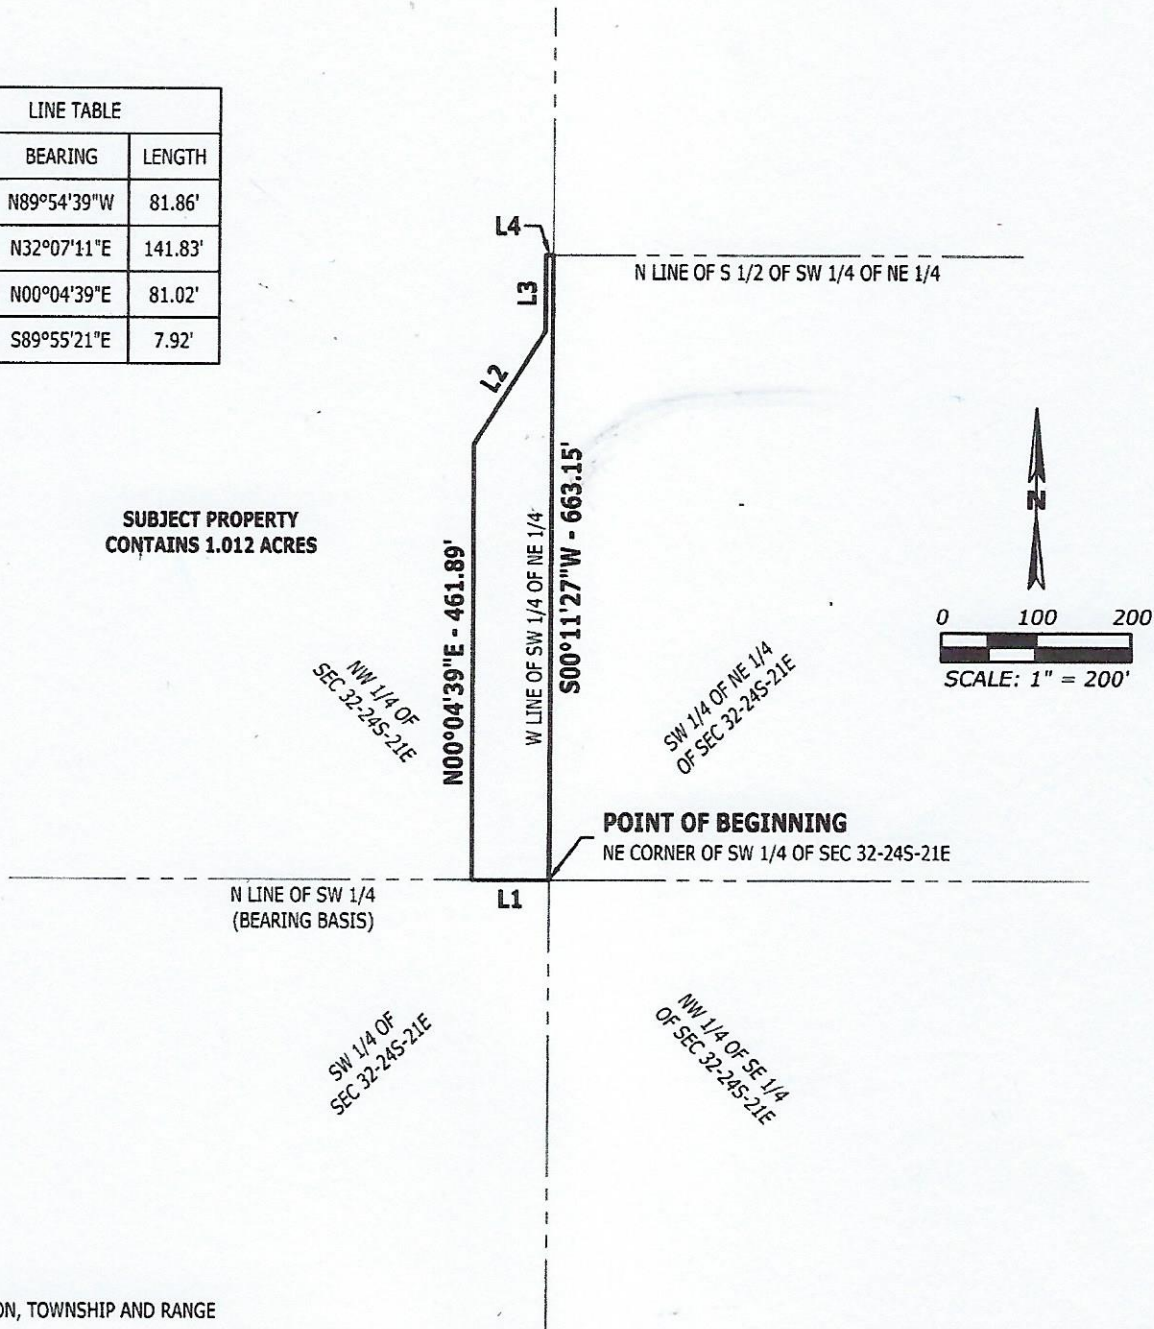 LINE TABLE
BEARING LENGTH
N89°54'39"W 81.86'
N32°07'11"E 141.83'
N00°04'39"E 81.02'
S89°55'21"E 7.92'
L4
N LINE OF S 1/2 OF SW 1/4 OF NE 1/4
L3
L2
SUBJECT PROPERTY
CONTAINS 1.012 ACRES
N00°04'39"E - 461.89'
W LINE OF SW 1/4 OF NE 1/4
S00°11'27"W - 663.15'
N
0 100 200
SCALE: 1" = 200'
NW 1/4 OF
SEC 32-24S-21E
SW 1/4 OF NE 1/4
OF SEC 32-24S-21E
POINT OF BEGINNING
NE CORNER OF SW 1/4 OF SEC 32-24S-21E
N LINE OF SW 1/4
(BEARING BASIS)
L1
SW 1/4 OF
SEC 32-24S-21E
NW 1/4 OF SE 1/4
OF SEC 32-24S-21E
ON, TOWNSHIP AND RANGE